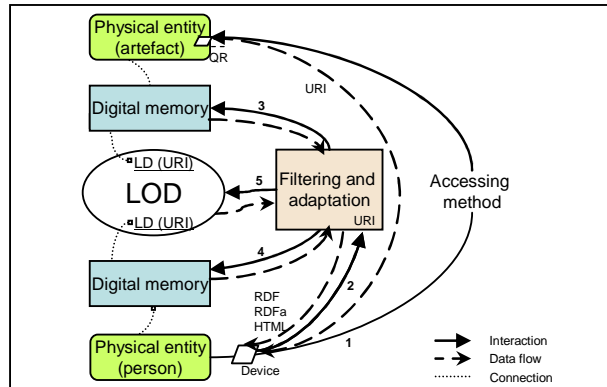 Physical entity
(artefact)
QR
URI
Digital memory
3
LD (URI)
LOD
5
Filtering and
adaptation
URI
Accessing
method
LD (URI)
4
Digital memory
2
RDF
RDFa
HTML
1
Physical entity
(person)
Device
Interaction
Data flow
Connection